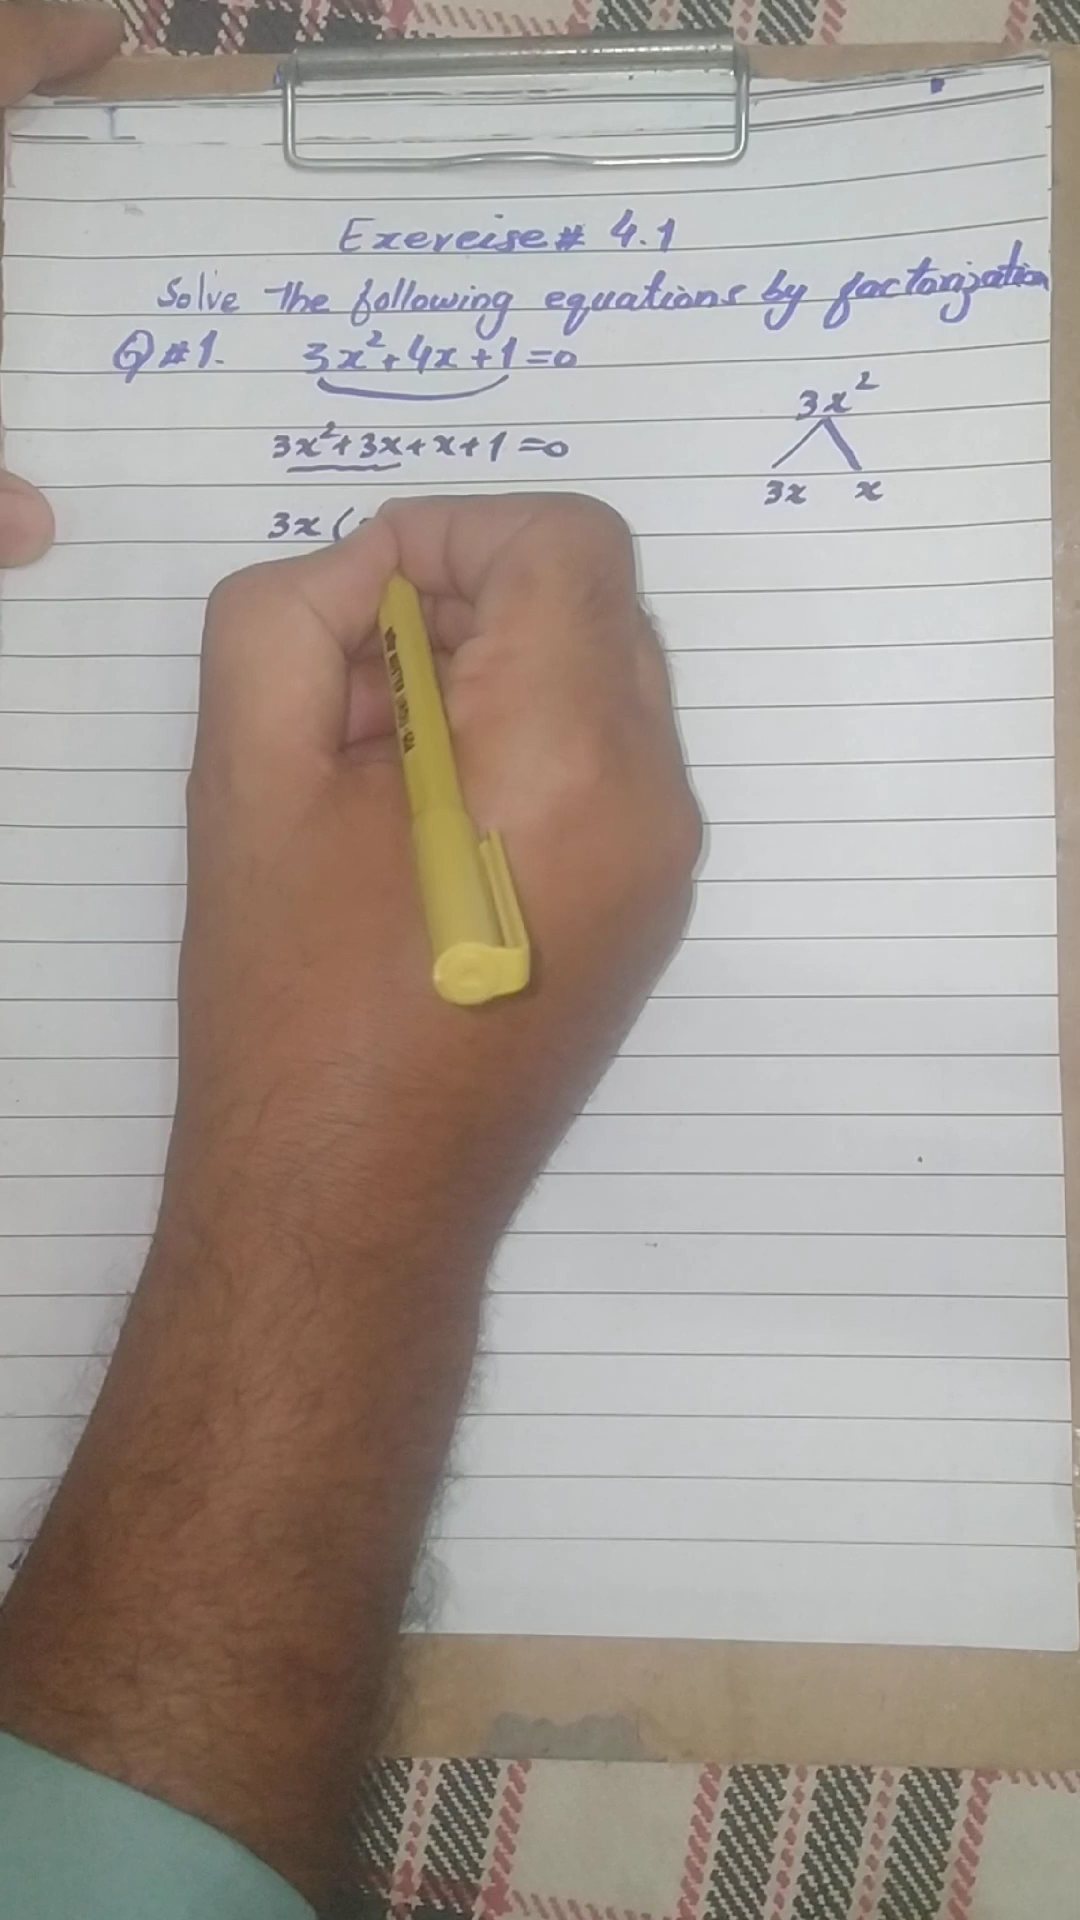 Exercise # 4.1
Solve the following equations by factorization
Q#1. 3x²+4x+1=0
3x²
3x²+3x+x+1=0
3x x
3x(